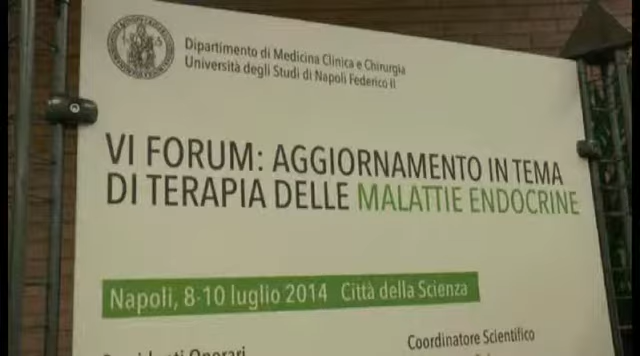 Dipartimento di Medicina Clinica e Chirurgia
Università degli Studi di Napoli Federico II
VI FORUM: AGGIORNAMENTO IN TEMA
DI TERAPIA DELLE MALATTIE ENDOCRINE
Napoli, 8-10 luglio 2014 Città della Scienza
Coordinatore Scientifico